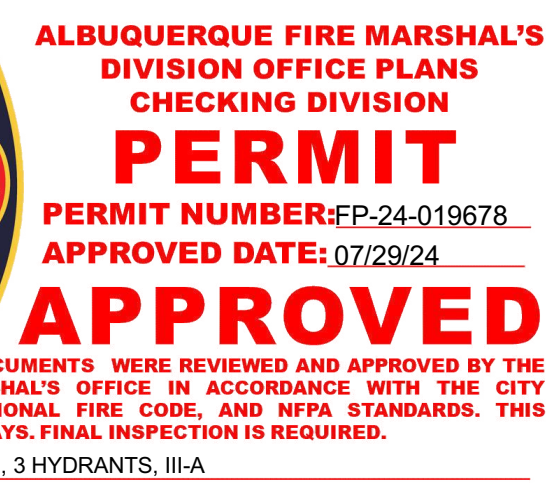 ALBUQUERQUE FIRE MARSHAL'S
DIVISION OFFICE PLANS
CHECKING DIVISION
PERMIT
PERMIT NUMBER:FP-24-019678
APPROVED DATE: 07/29/24
APPROVED
CUMENTS WERE REVIEWED AND APPROVED BY THE
SHAL'S OFFICE IN ACCORDANCE WITH THE CITY
IONAL FIRE CODE, AND NFPA STANDARDS. THIS
AYS. FINAL INSPECTION IS REQUIRED.
, 3 HYDRANTS, III-A